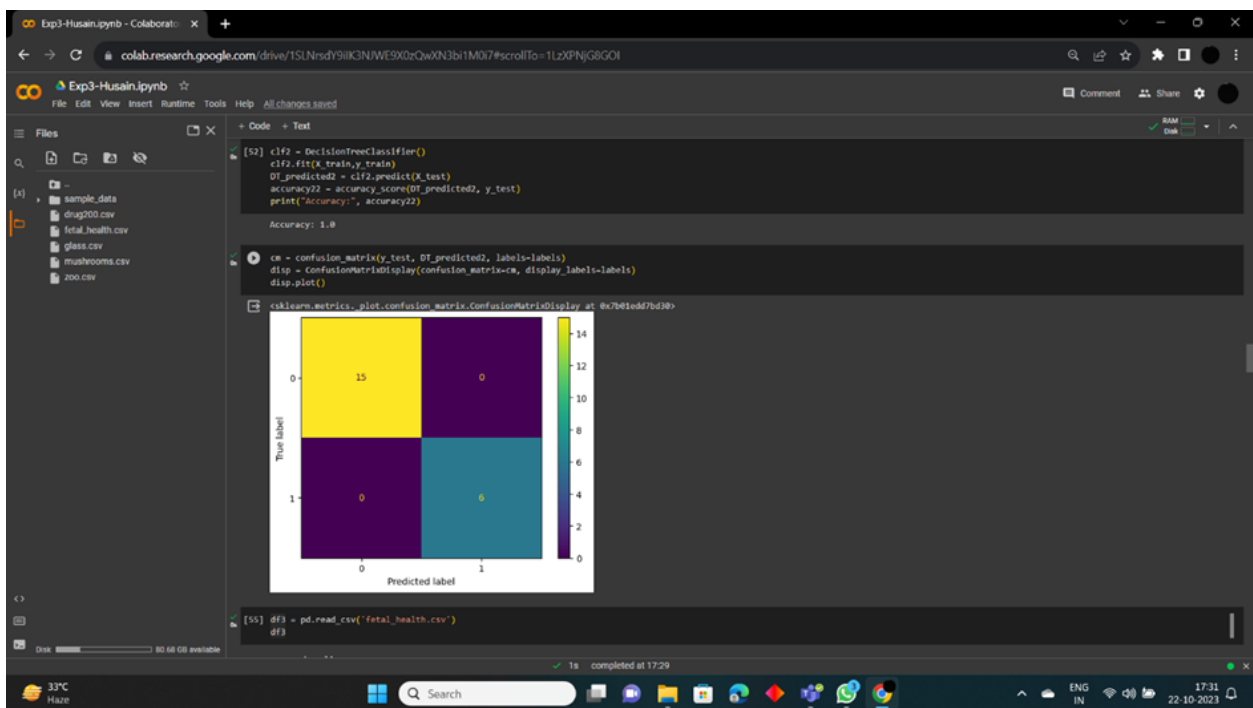 Exp3-Husain.ipynb - Colaborato
colab.research.google.com/drive/1SLNrsdY9iIK3NJWE9X0zQwXN3bi1M0i7#scrollTo=1LzXPNjG8GOI
Exp3-Husain.ipynb
File Edit View Insert Runtime Tools Help All changes saved
Comment Share
Files
+ Code + Text
RAM
Disk
..
sample_data
drug200.csv
fetal_health.csv
glass.csv
mushrooms.csv
zoo.csv
Disk 80.68 GB available
[52] clf2 = DecisionTreeClassifier()
clf2.fit(X_train,y_train)
DT_predicted2 = clf2.predict(X_test)
accuracy22 = accuracy_score(DT_predicted2, y_test)
print("Accuracy:", accuracy22)
Accuracy: 1.0
cm = confusion_matrix(y_test, DT_predicted2, labels=labels)
disp = ConfusionMatrixDisplay(confusion_matrix=cm, display_labels=labels)
disp.plot()
<sklearn.metrics._plot.confusion_matrix.ConfusionMatrixDisplay at 0x7b01edd7bd30>
0
1
True label
15
0
0
6
0
1
Predicted label
14
12
10
8
6
4
2
0
[55] df3 = pd.read_csv('fetal_health.csv')
df3
1s completed at 17:29
33°C
Haze
Search
ENG
IN
17:31
22-10-2023